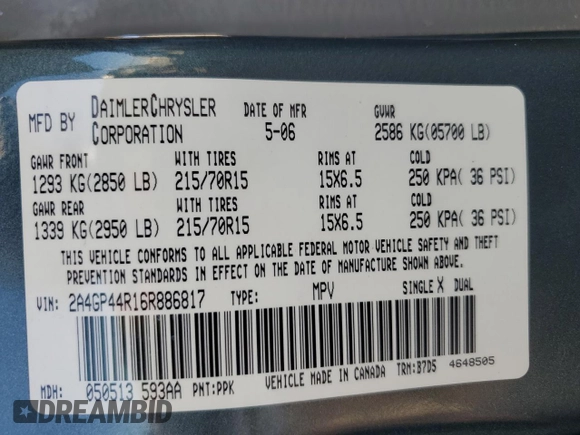 MFD BY DAIMLERCHRYSLER CORPORATION DATE OF MFR 5-06 GVWR 2586 KG(05700 LB)
GAWR FRONT WITH TIRES RIMS AT COLD
1293 KG(2850 LB) 215/70R15 15X6.5 250 KPA( 36 PSI)
GAWR REAR WITH TIRES RIMS AT COLD
1339 KG(2950 LB) 215/70R15 15X6.5 250 KPA( 36 PSI)
THIS VEHICLE CONFORMS TO ALL APPLICABLE FEDERAL MOTOR VEHICLE SAFETY AND THEFT
PREVENTION STANDARDS IN EFFECT ON THE DATE OF MANUFACTURE SHOWN ABOVE.
VIN: 2A4GP44R16R886817 TYPE: MPV SINGLE X DUAL
MDH: 050513 593AA PNT:PPK VEHICLE MADE IN CANADA TRM:B7D5 4648505
DREAMBID